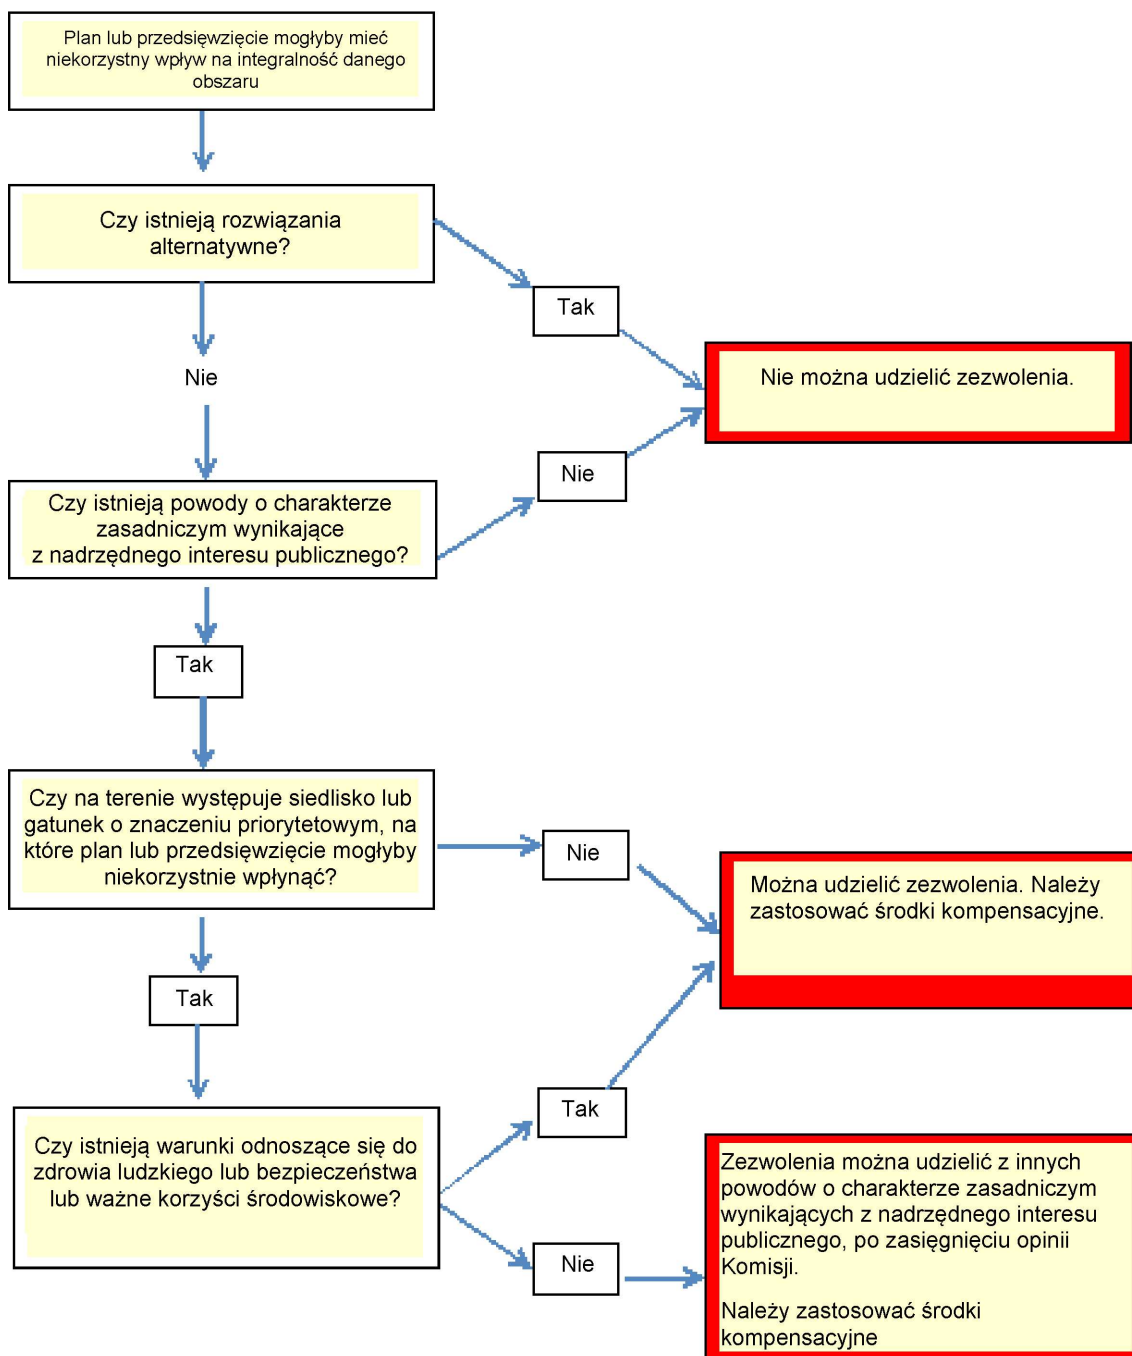 Plan lub przedsięwzięcie mogłyby mieć
niekorzystny wpływ na integralność danego
obszaru
Czy istnieją rozwiązania
alternatywne?
Tak
Nie można udzielić zezwolenia.
Nie
Nie
Czy istnieją powody o charakterze
zasadniczym wynikające
z nadrzędnego interesu publicznego?
Tak
Czy na terenie występuje siedlisko lub
gatunek o znaczeniu priorytetowym, na
które plan lub przedsięwzięcie mogłyby
niekorzystnie wpłynąć?
Nie
Można udzielić zezwolenia. Należy
zastosować środki kompensacyjne.
Tak
Czy istnieją warunki odnoszące się do
zdrowia ludzkiego lub bezpieczeństwa
lub ważne korzyści środowiskowe?
Tak
Nie
Zezwolenia można udzielić z innych
powodów o charakterze zasadniczym
wynikających z nadrzędnego interesu
publicznego, po zasięgnięciu opinii
Komisji.
Należy zastosować środki
kompensacyjne